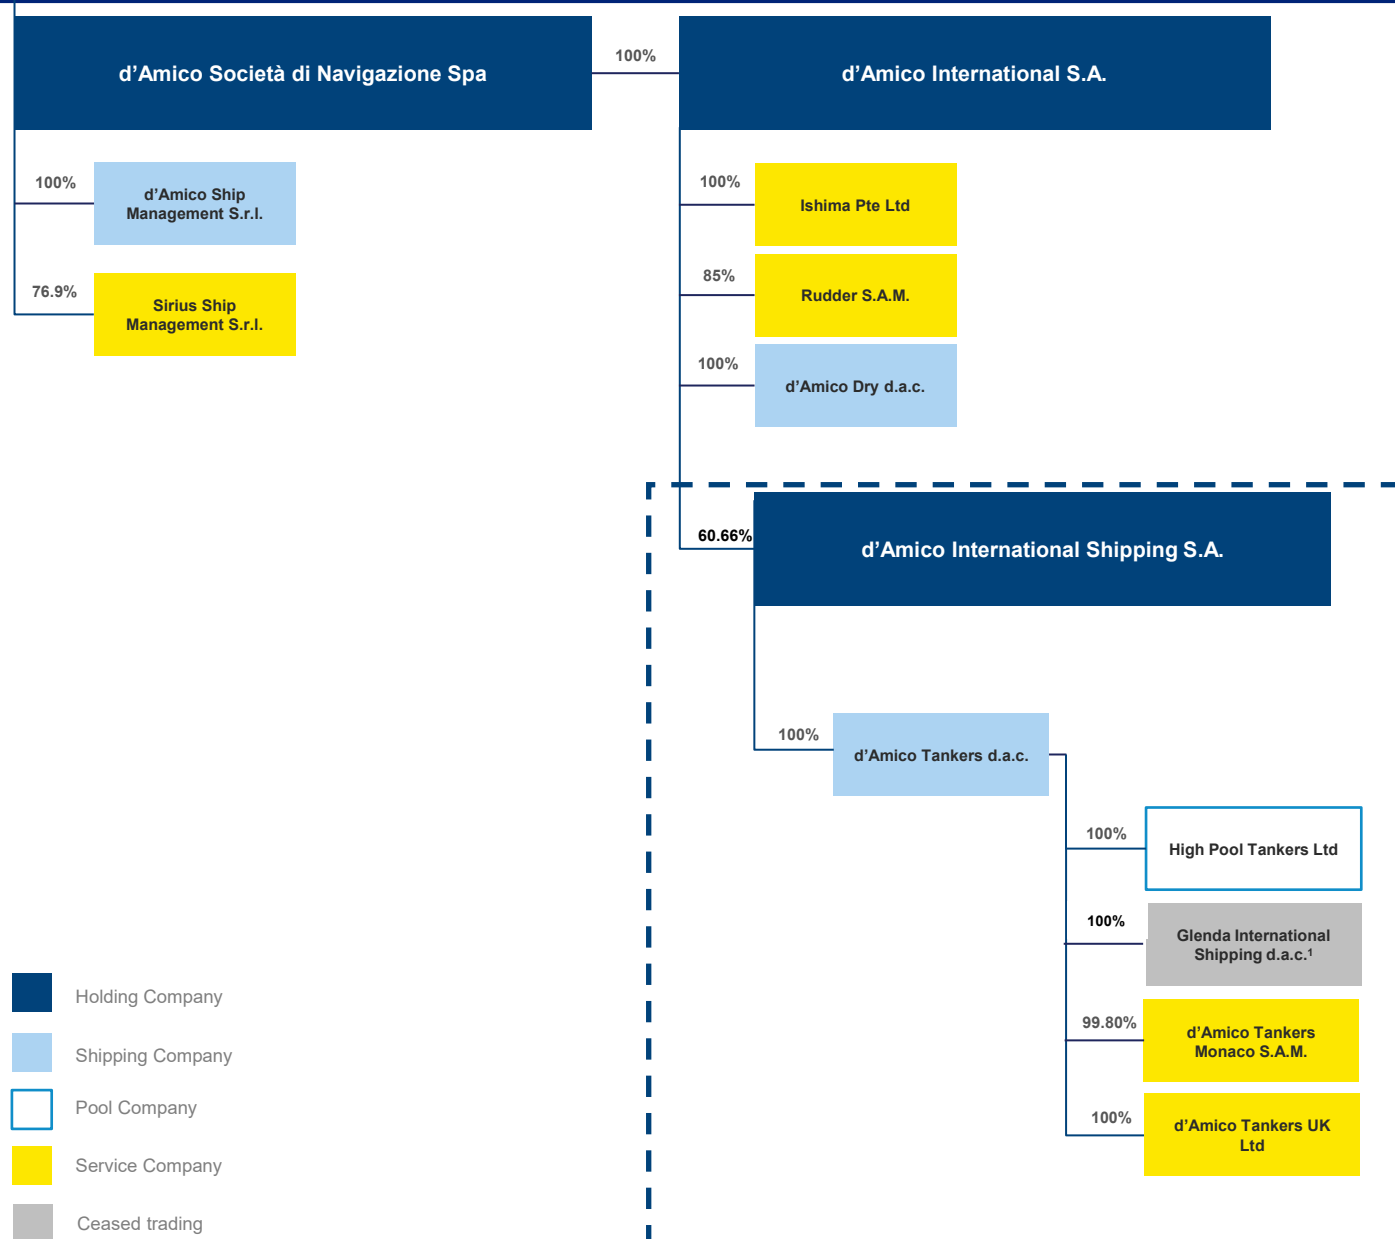 d'Amico Società di Navigazione Spa
100%
d'Amico International S.A.
100%
d'Amico Ship
Management S.r.l.
76.9%
Sirius Ship
Management S.r.l.
100%
Ishima Pte Ltd
85%
Rudder S.A.M.
100%
d'Amico Dry d.a.c.
60.66%
d'Amico International Shipping S.A.
100%
d'Amico Tankers d.a.c.
100%
High Pool Tankers Ltd
100%
Glenda International
Shipping d.a.c.¹
99.80%
d'Amico Tankers
Monaco S.A.M.
100%
d'Amico Tankers UK
Ltd
Holding Company
Shipping Company
Pool Company
Service Company
Ceased trading